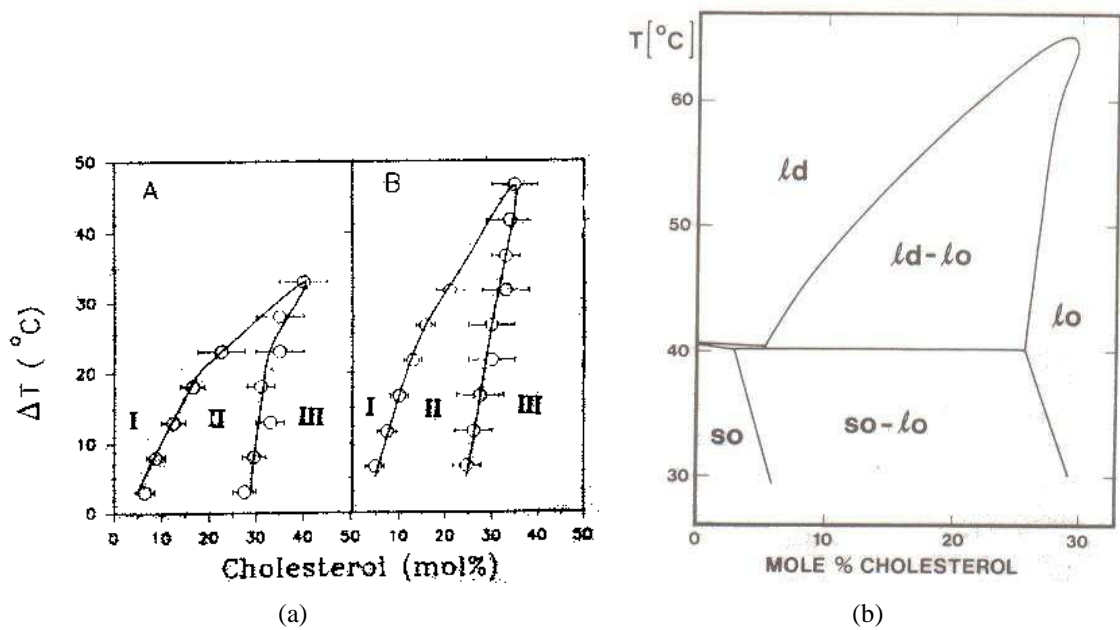 A
B
ΔT (°C)
50
40
30
20
10
0
I
II
III
I
II
III
0
10
20
30
40
50
10
20
30
40
50
Cholesterol (mol%)
(a)
T[°C]
60
50
40
30
ld
ld-lo
lo
so
so-lo
0
10
20
30
MOLE % CHOLESTEROL
(b)